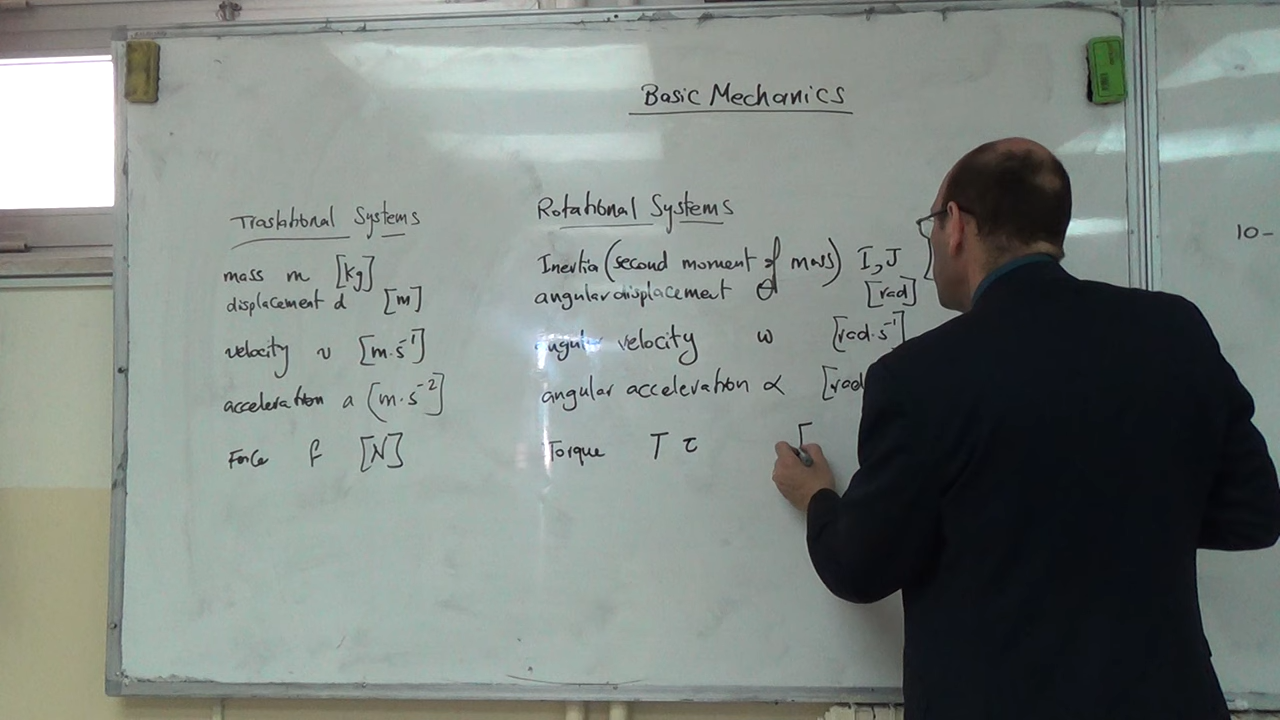 Basic Mechanics
Traslational Systems
mass m [kg]
displacement d [m]
velocity v [m.s⁻¹]
acceleration a [m.s⁻²]
Force f [N]
Rotational Systems
Inertia (second moment of mass) I, J [
angular displacement θ [rad]
angular velocity ω [rad.s⁻¹]
angular acceleration α [rad
Torque T τ [
10-